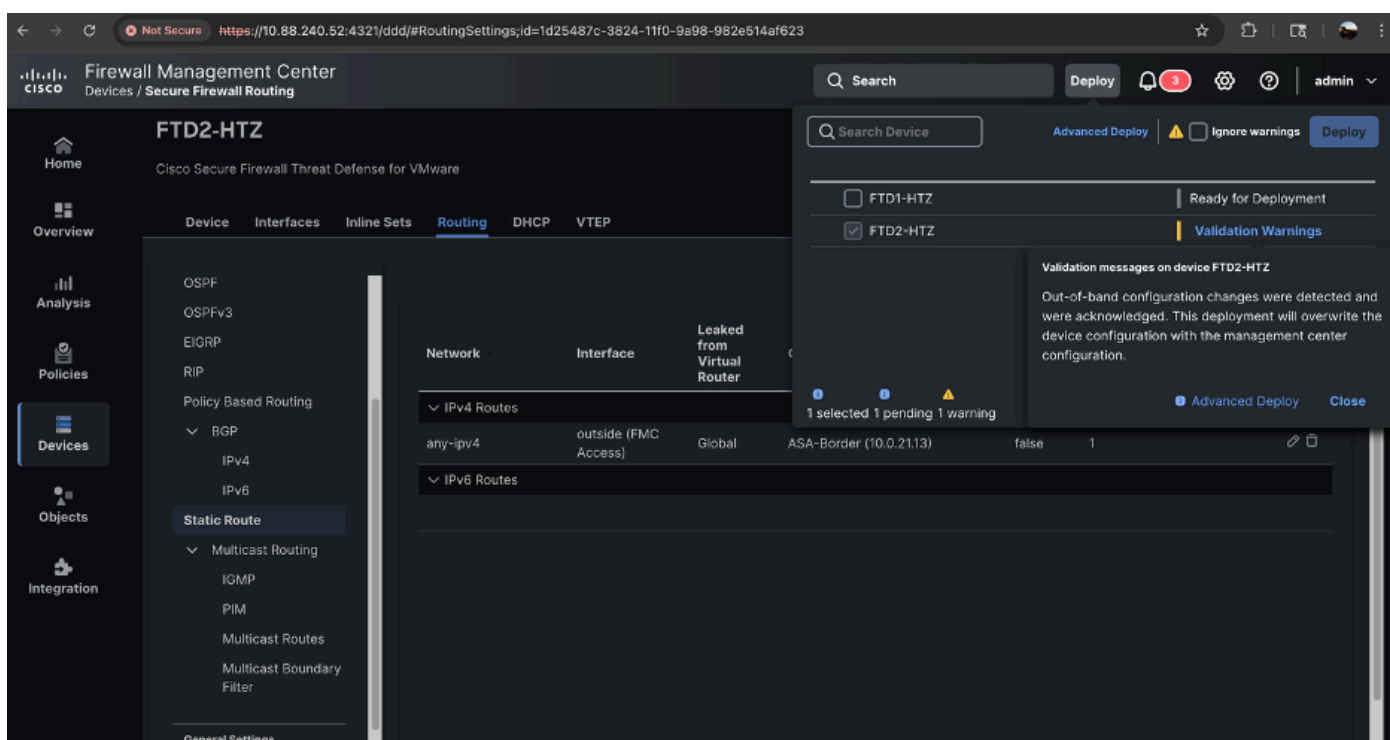 Not Secure https://10.88.240.52:4321/ddd/#RoutingSettings;id=1d25487c-3824-11f0-9a98-982e514af623
CISCO
Firewall Management Center
Devices / Secure Firewall Routing
Search
Deploy
3
admin
Home
Overview
Analysis
Policies
Devices
Objects
Integration
FTD2-HTZ
Cisco Secure Firewall Threat Defense for VMware
Device Interfaces Inline Sets Routing DHCP VTEP
OSPF
OSPFv3
EIGRP
RIP
Policy Based Routing
BGP
IPv4
IPv6
Static Route
Multicast Routing
IGMP
PIM
Multicast Routes
Multicast Boundary
Filter
General Settings
Network
Interface
Leaked
from
Virtual
Router
IPv4 Routes
any-ipv4
outside (FMC
Access)
Global
ASA-Border (10.0.21.13)
false
1
IPv6 Routes
Search Device
Advanced Deploy
Ignore warnings
Deploy
FTD1-HTZ Ready for Deployment
FTD2-HTZ Validation Warnings
1 selected 1 pending 1 warning
Validation messages on device FTD2-HTZ
Out-of-band configuration changes were detected and
were acknowledged. This deployment will overwrite the
device configuration with the management center
configuration.
Advanced Deploy Close